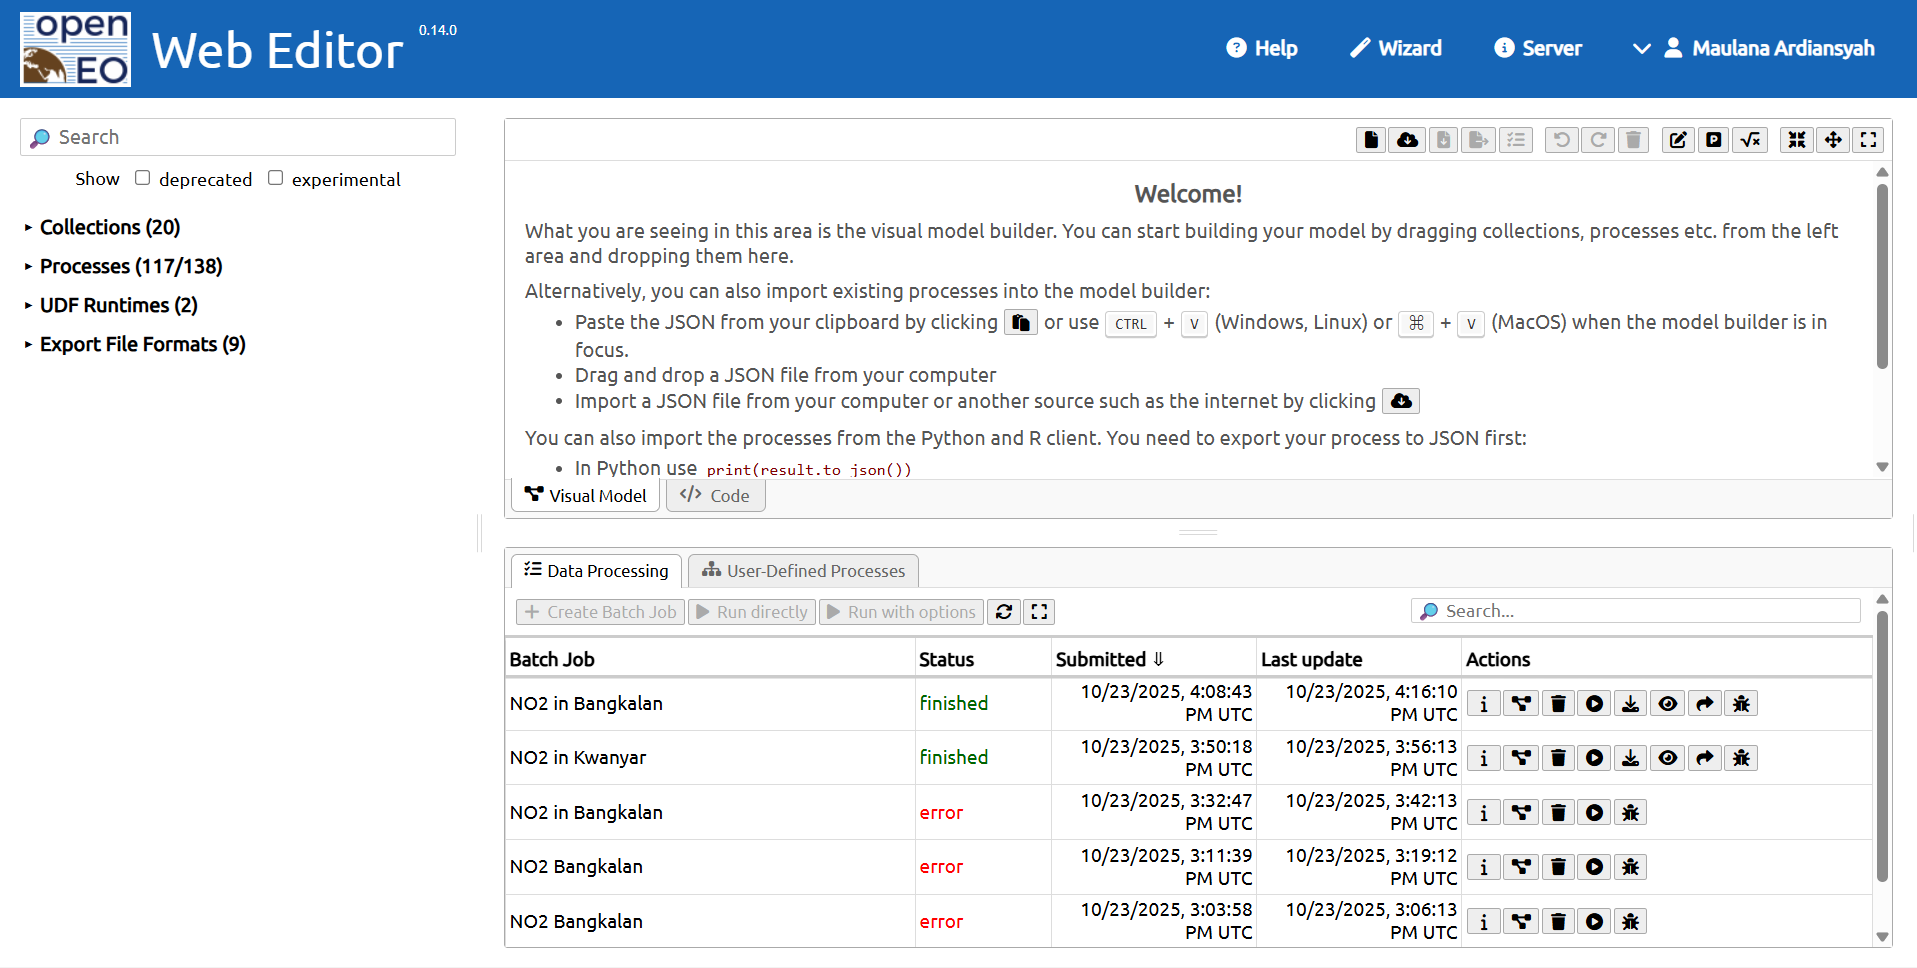 open
EO
Web Editor 0.14.0
Help
Wizard
Server
Maulana Ardiansyah
Search
Show deprecated experimental
Collections (20)
Processes (117/138)
UDF Runtimes (2)
Export File Formats (9)
Welcome!
What you are seeing in this area is the visual model builder. You can start building your model by dragging collections, processes etc. from the left
area and dropping them here.
Alternatively, you can also import existing processes into the model builder:
• Paste the JSON from your clipboard by clicking or use CTRL + V (Windows, Linux) or ⌘ + V (MacOS) when the model builder is in
focus.
• Drag and drop a JSON file from your computer
• Import a JSON file from your computer or another source such as the internet by clicking
You can also import the processes from the Python and R client. You need to export your process to JSON first:
• In Python use print(result.to_json())
Visual Model
Code
Data Processing
User-Defined Processes
Create Batch Job
Run directly
Run with options
Search...
Batch Job Status Submitted ⇓ Last update Actions
NO2 in Bangkalan finished 10/23/2025, 4:08:43 PM UTC 10/23/2025, 4:16:10 PM UTC
NO2 in Kwanyar finished 10/23/2025, 3:50:18 PM UTC 10/23/2025, 3:56:13 PM UTC
NO2 in Bangkalan error 10/23/2025, 3:32:47 PM UTC 10/23/2025, 3:42:13 PM UTC
NO2 Bangkalan error 10/23/2025, 3:11:39 PM UTC 10/23/2025, 3:19:12 PM UTC
NO2 Bangkalan error 10/23/2025, 3:03:58 PM UTC 10/23/2025, 3:06:13 PM UTC